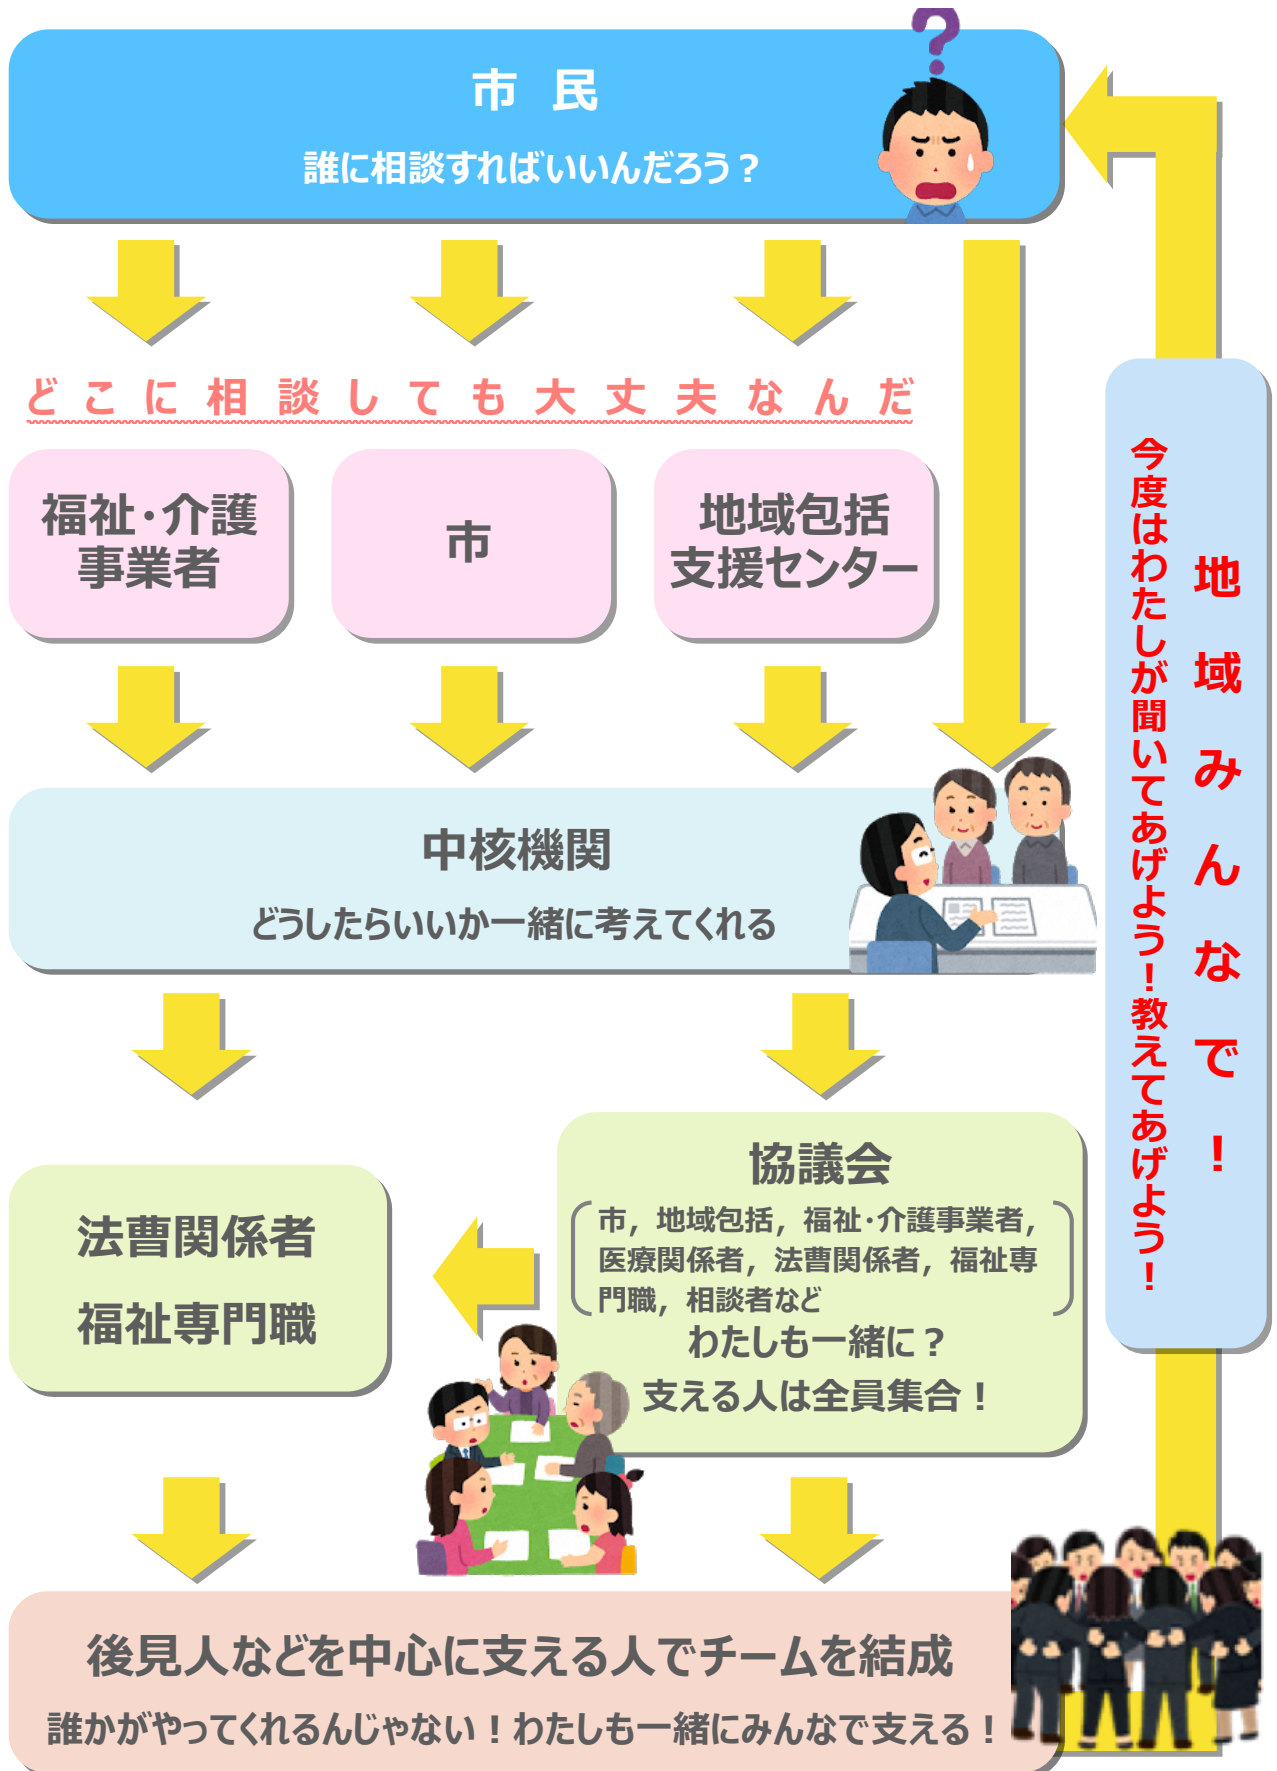 ?
市 民
誰に相談すればいいんだろう？
どこに相談しても大丈夫なんだ
福祉・介護
事業者
市
地域包括
支援センター
中核機関
どうしたらいいか一緒に考えてくれる
地域みんなで！
今度はわたしが聞いてあげよう！教えてあげよう！
協議会
市，地域包括，福祉・介護事業者，
医療関係者，法曹関係者，福祉専
門職，相談者など
わたしも一緒に？
支える人は全員集合！
法曹関係者
福祉専門職
後見人などを中心に支える人でチームを結成
誰かがやってくれるんじゃない！わたしも一緒にみんなで支える！